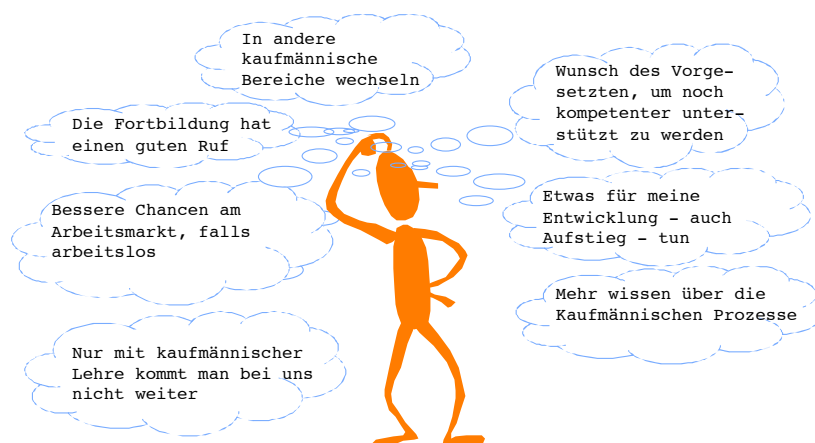 In andere
kaufmännische
Bereiche wechseln
Wunsch des Vorge-
setzten, um noch
kompetenter unter-
stützt zu werden
Die Fortbildung hat
einen guten Ruf
Bessere Chancen am
Arbeitsmarkt, falls
arbeitslos
Etwas für meine
Entwicklung - auch
Aufstieg - tun
Mehr wissen über die
Kaufmännischen Prozesse
Nur mit kaufmännischer
Lehre kommt man bei uns
nicht weiter